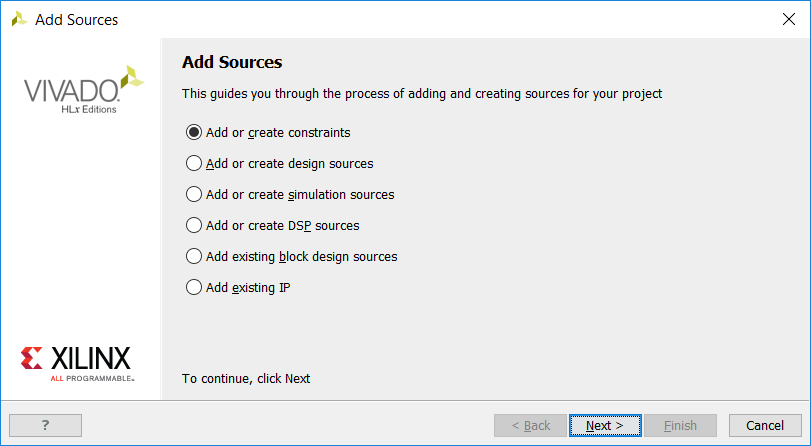 Add Sources
VIVADO.
HLx Editions
Add Sources
This guides you through the process of adding and creating sources for your project
Add or create constraints
Add or create design sources
Add or create simulation sources
Add or create DSP sources
Add existing block design sources
Add existing IP
XILINX
ALL PROGRAMMABLE™
To continue, click Next
?
< Back
Next >
Finish
Cancel